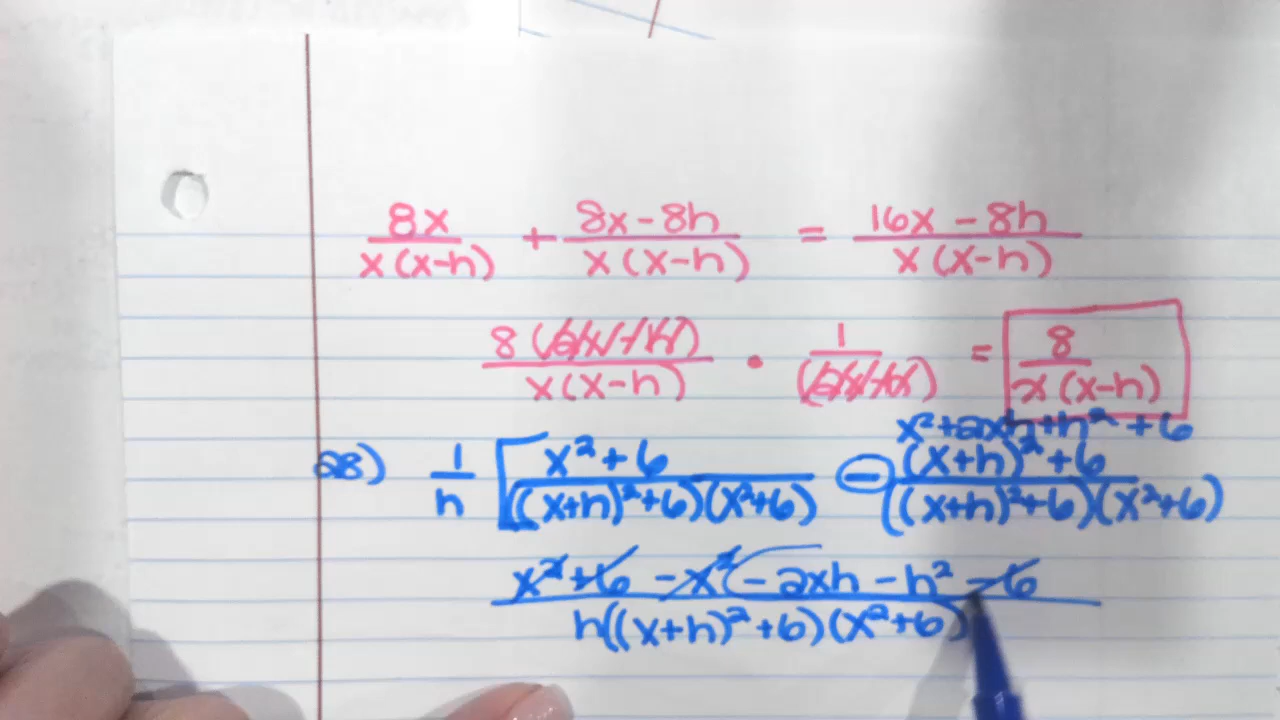 8x/x(x-h) + 8x-8h/x(x-h) = 16x-8h/x(x-h)
8(2x-h)/x(x-h) · 1/(2x-h) = 8/x(x-h)
x²+2xh+h²+6
28) 1/h [x²+6/((x+h)²+6)(x²+6) - (x+h)²+6/((x+h)²+6)(x²+6)
x²+6-x²-2xh-h²-6/h((x+h)²+6)(x²+6)